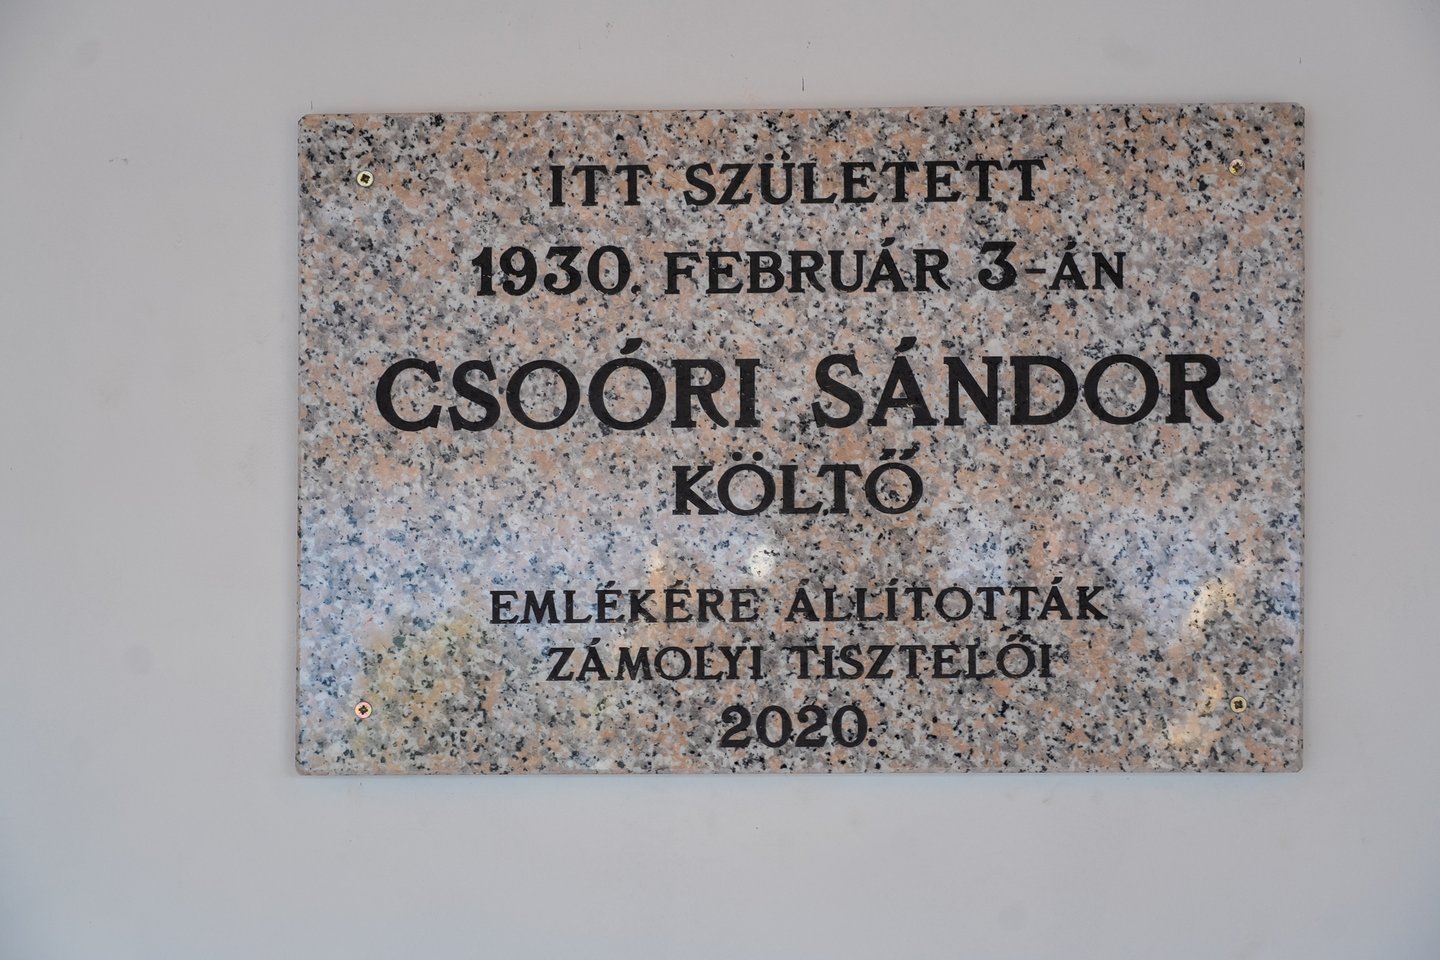 ITT SZÜLETETT
1930. FEBRUÁR 3-ÁN
CSOÓRI SÁNDOR
KÖLTŐ
EMLÉKÉRE ÁLLÍTOTTÁK
ZÁMOLYI TISZTELŐI
2020.